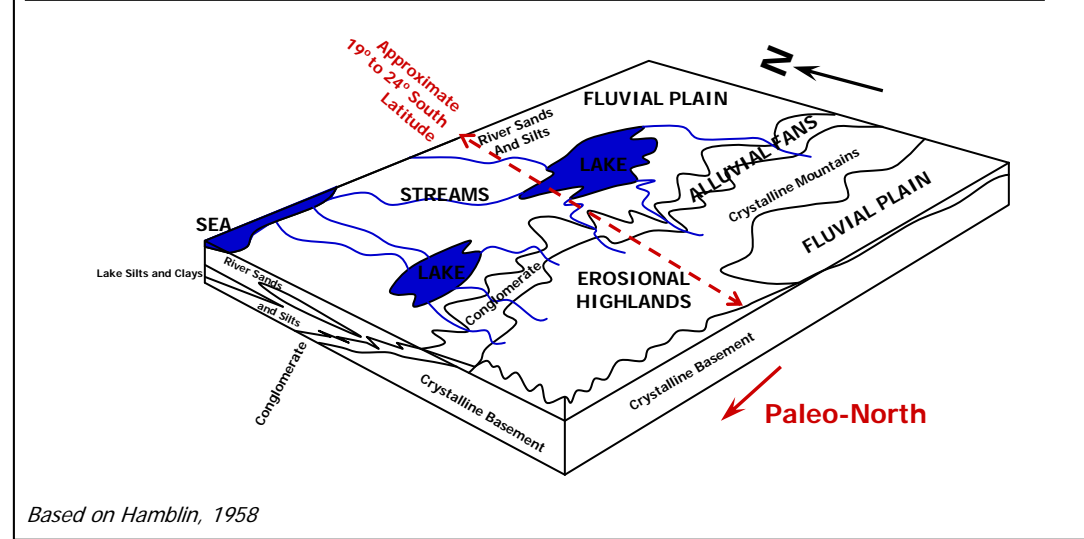 Approximate
19° to 24° South
Latitude
N
FLUVIAL PLAIN
River Sands
And Silts
LAKE
ALLUVIAL FANS
Crystalline Mountains
STREAMS
FLUVIAL PLAIN
SEA
LAKE
Lake Silts and Clays
River Sands
and Silts
Conglomerate
EROSIONAL
HIGHLANDS
Conglomerate
Crystalline Basement
Crystalline Basement
Paleo-North
Based on Hamblin, 1958